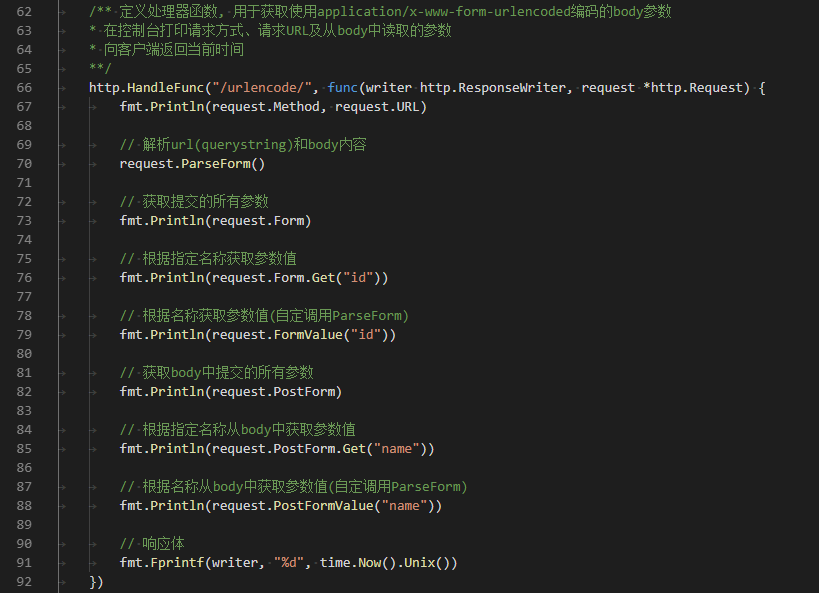 62 /** 定义处理器函数, 用于获取使用application/x-www-form-urlencoded编码的body参数
63 * 在控制台打印请求方式、请求URL及从body中读取的参数
64 * 向客户端返回当前时间
65 **/
66 http.HandleFunc("/urlencode/", func(writer http.ResponseWriter, request *http.Request) {
67 fmt.Println(request.Method, request.URL)
68
69 // 解析url(querystring)和body内容
70 request.ParseForm()
71
72 // 获取提交的所有参数
73 fmt.Println(request.Form)
74
75 // 根据指定名称获取参数值
76 fmt.Println(request.Form.Get("id"))
77
78 // 根据名称获取参数值(自定调用ParseForm)
79 fmt.Println(request.FormValue("id"))
80
81 // 获取body中提交的所有参数
82 fmt.Println(request.PostForm)
83
84 // 根据指定名称从body中获取参数值
85 fmt.Println(request.PostForm.Get("name"))
86
87 // 根据名称从body中获取参数值(自定调用ParseForm)
88 fmt.Println(request.PostFormValue("name"))
89
90 // 响应体
91 fmt.Fprintf(writer, "%d", time.Now().Unix())
92 })